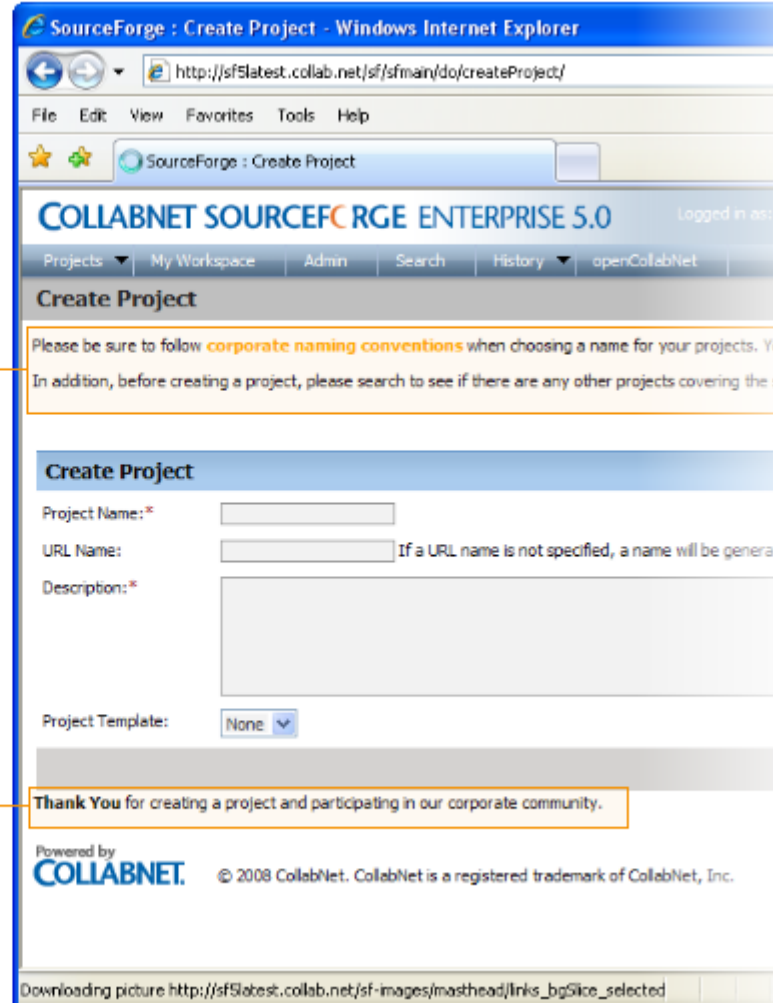 SourceForge : Create Project - Windows Internet Explorer
http://sf5latest.collab.net/sf/sfmain/do/createProject/
File Edit View Favorites Tools Help
SourceForge : Create Project
COLLABNET SOURCEFORGE ENTERPRISE 5.0 Logged in as:
Projects My Workspace Admin Search History openCollabNet
Create Project
Please be sure to follow corporate naming conventions when choosing a name for your projects.
In addition, before creating a project, please search to see if there are any other projects covering the
Create Project
Project Name:*
URL Name: If a URL name is not specified, a name will be genera
Description:*
Project Template: None
Thank You for creating a project and participating in our corporate community.
Powered by
COLLABNET. © 2008 CollabNet. CollabNet is a registered trademark of CollabNet, Inc.
Downloading picture http://sf5latest.collab.net/sf-images/masthead/links_bgSlice_selected